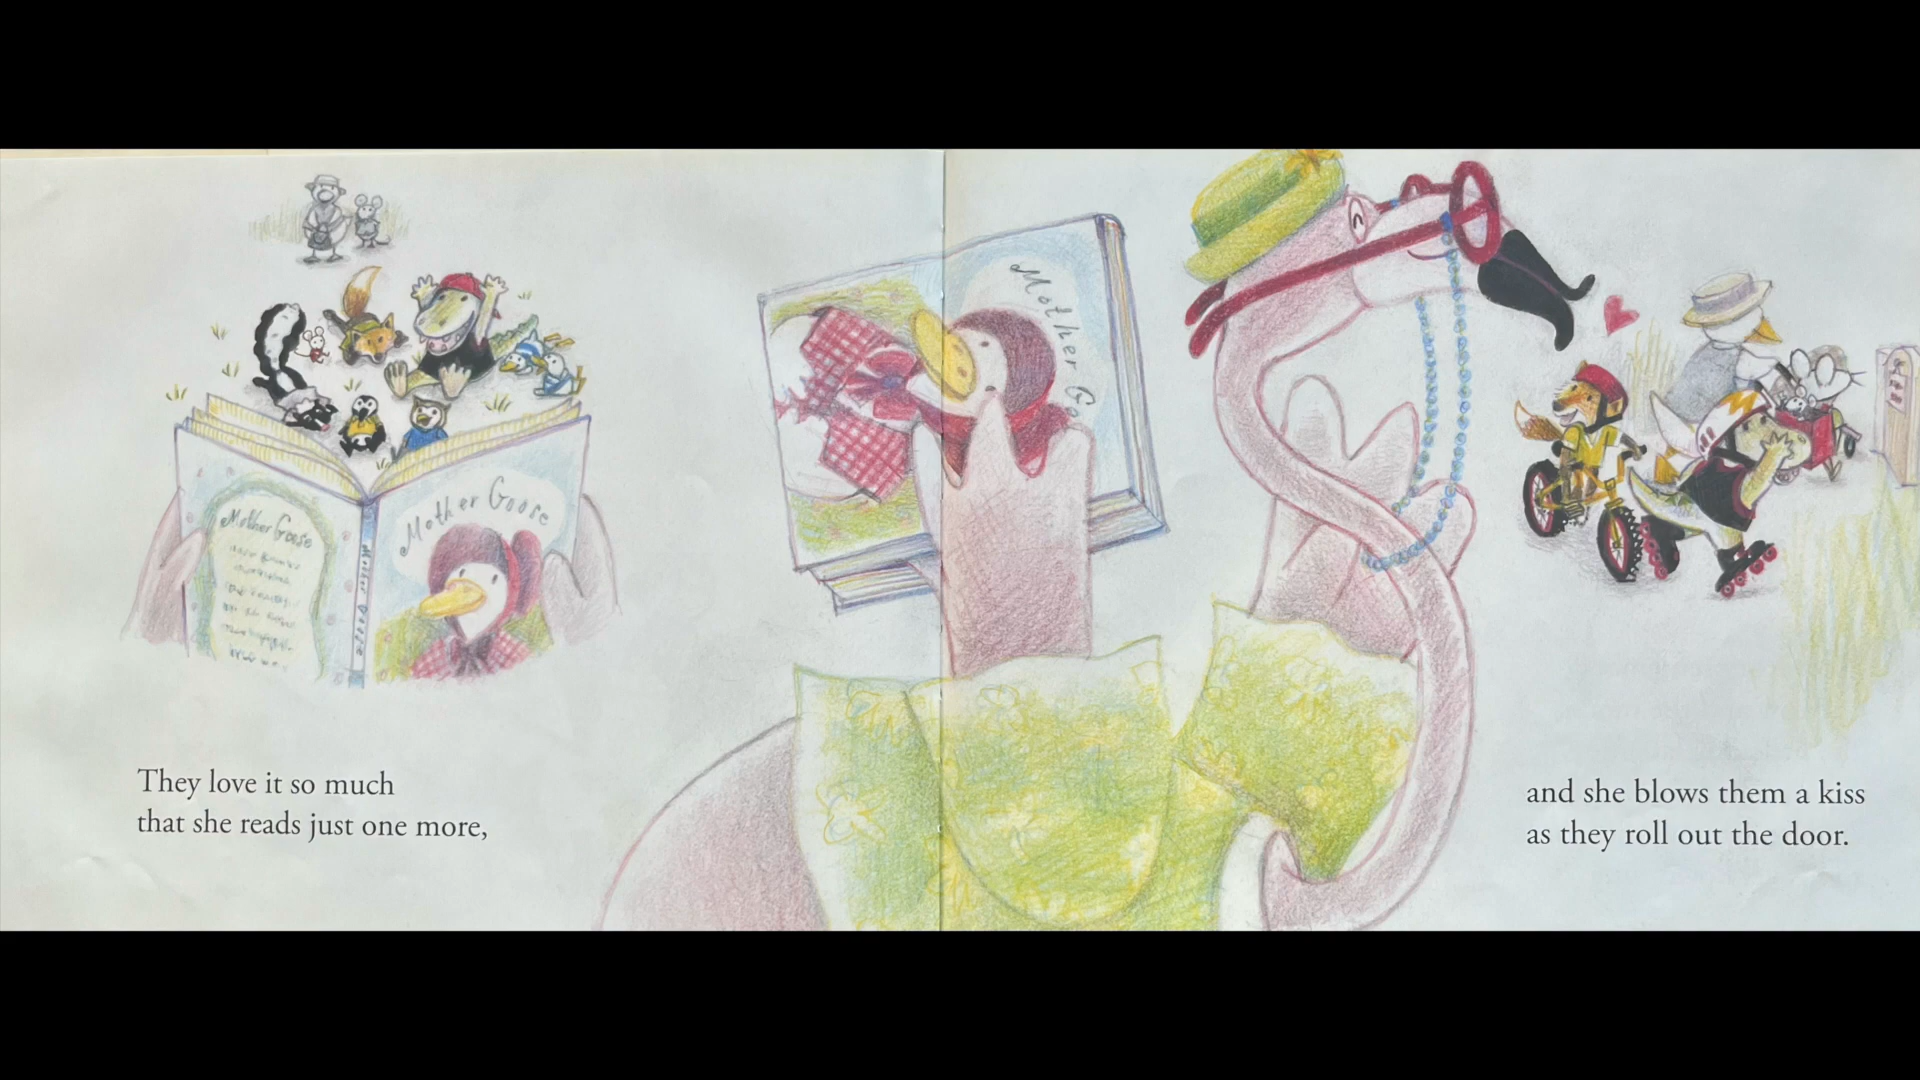 Mother Goose
Mother Goose
Mother Goose
They love it so much
that she reads just one more,
Mother Go
and she blows them a kiss
as they roll out the door.